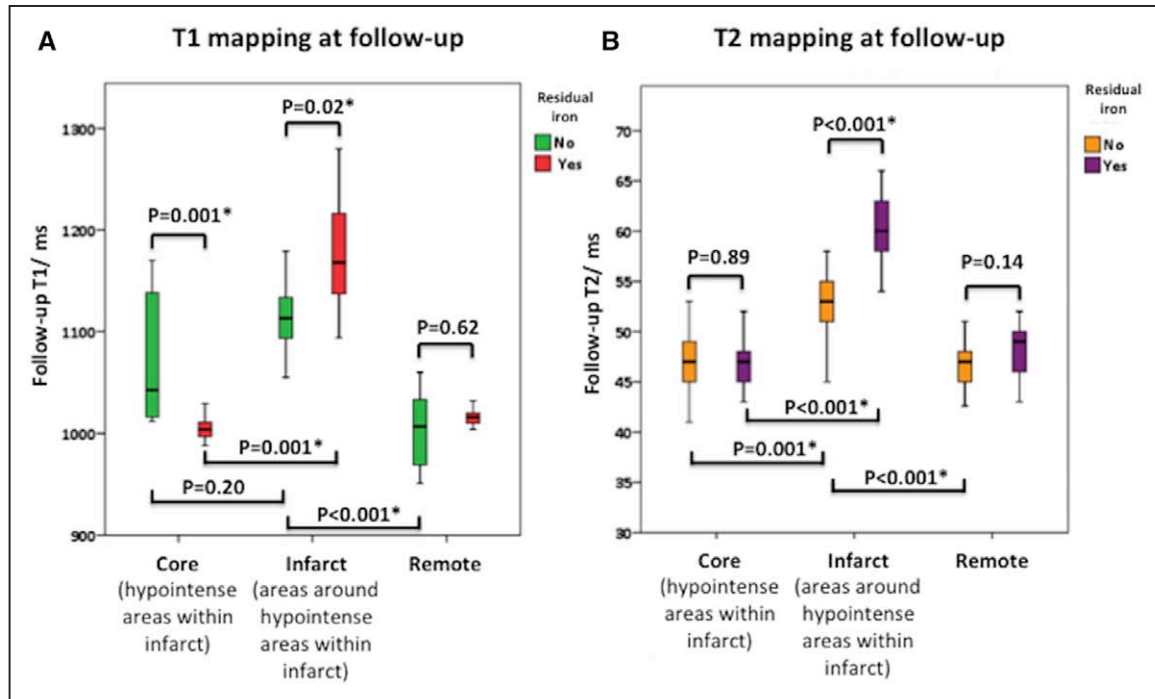 A
T1 mapping at follow-up
Residual
iron
No
Yes
Follow-up T1/ ms
1300
1200
1100
1000
900
P=0.001*
P=0.02*
P=0.62
P=0.001*
P=0.20
P<0.001*
Core
(hypointense
areas within
infarct)
Infarct
(areas around
hypointense
areas within
infarct)
Remote
B
T2 mapping at follow-up
Residual
iron
No
Yes
Follow-up T2/ ms
70
65
60
55
50
45
40
35
30
P=0.89
P<0.001*
P=0.14
P<0.001*
P=0.001*
P<0.001*
Core
(hypointense
areas within
infarct)
Infarct
(areas around
hypointense
areas within
infarct)
Remote